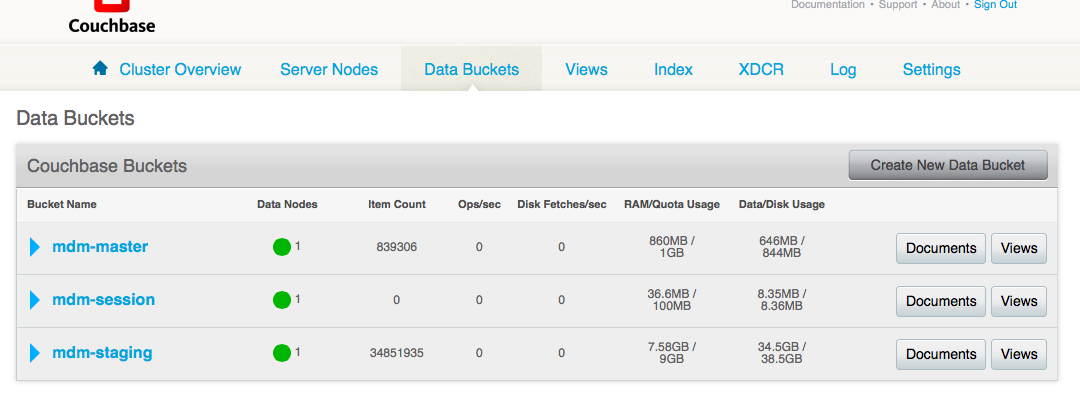 Couchbase
Documentation • Support • About • Sign Out
Cluster Overview Server Nodes Data Buckets Views Index XDCR Log Settings
Data Buckets
Couchbase Buckets Create New Data Bucket
Bucket Name Data Nodes Item Count Ops/sec Disk Fetches/sec RAM/Quota Usage Data/Disk Usage
mdm-master 1 839306 0 0 860MB / 646MB / Documents Views
1GB 844MB
mdm-session 1 0 0 0 36.6MB / 8.35MB / Documents Views
100MB 8.36MB
mdm-staging 1 34851935 0 0 7.58GB / 34.5GB / Documents Views
9GB 38.5GB